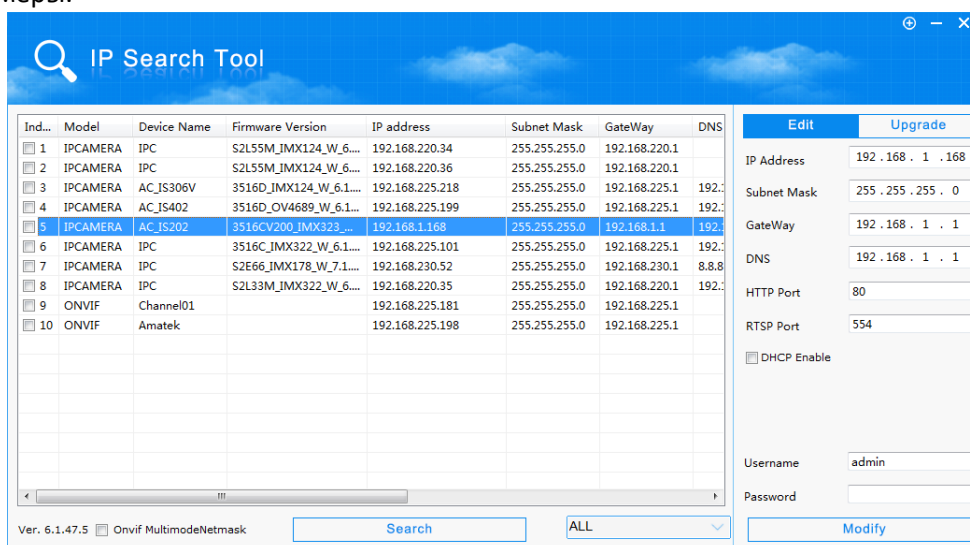 меры.
IP Search Tool
Ind... Model Device Name Firmware Version IP address Subnet Mask GateWay DNS
1 IPCAMERA IPC S2L55M_IMX124_W_6.... 192.168.220.34 255.255.255.0 192.168.220.1
2 IPCAMERA IPC S2L55M_IMX124_W_6.... 192.168.220.36 255.255.255.0 192.168.220.1
3 IPCAMERA AC_IS306V 3516D_IMX124_W_6.1.... 192.168.225.218 255.255.255.0 192.168.225.1 192.:
4 IPCAMERA AC_IS402 3516D_OV4689_W_6.1... 192.168.225.199 255.255.255.0 192.168.225.1 192.:
5 IPCAMERA AC_IS202 3516CV200_IMX323_... 192.168.1.168 255.255.255.0 192.168.1.1 192.:
6 IPCAMERA IPC 3516C_IMX322_W_6.1.... 192.168.225.101 255.255.255.0 192.168.225.1 192.:
7 IPCAMERA IPC S2E66_IMX178_W_7.1.... 192.168.230.52 255.255.255.0 192.168.230.1 8.8.8
8 IPCAMERA IPC S2L33M_IMX322_W_6... 192.168.220.35 255.255.255.0 192.168.220.1 192.:
9 ONVIF Channel01 192.168.225.181 255.255.255.0 192.168.225.1
10 ONVIF Amatek 192.168.225.198 255.255.255.0 192.168.225.1
Ver. 6.1.47.5 Onvif MultimodeNetmask Search ALL
Edit Upgrade
IP Address 192 . 168 . 1 . 168
Subnet Mask 255 . 255 . 255 . 0
GateWay 192 . 168 . 1 . 1
DNS 192 . 168 . 1 . 1
HTTP Port 80
RTSP Port 554
DHCP Enable
Username admin
Password
Modify